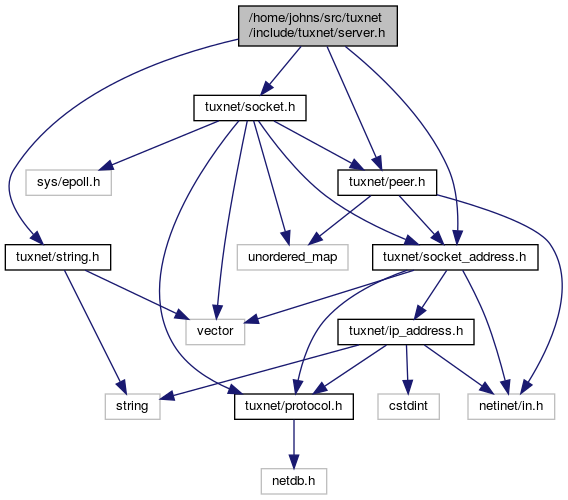 /home/johns/src/tuxnet
/include/tuxnet/server.h
tuxnet/socket.h
sys/epoll.h
tuxnet/peer.h
tuxnet/string.h
unordered_map
tuxnet/socket_address.h
vector
tuxnet/ip_address.h
string
tuxnet/protocol.h
cstdint
netinet/in.h
netdb.h